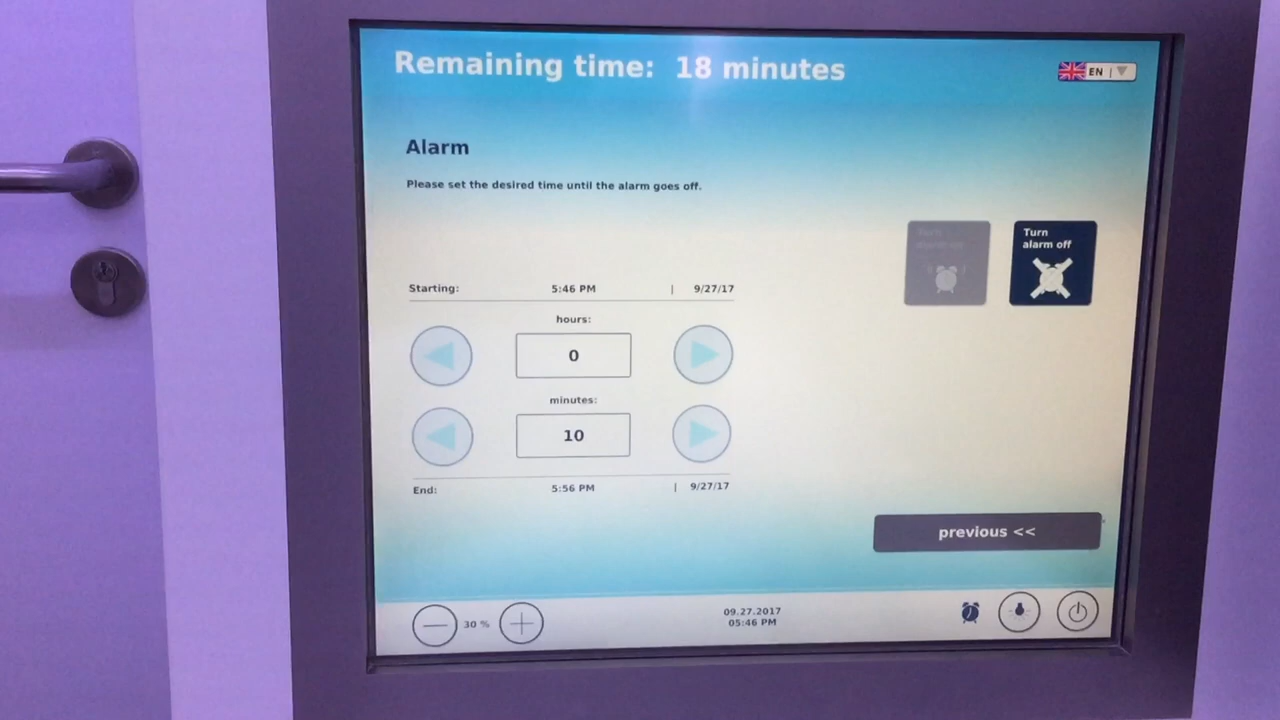 Remaining time: 18 minutes
EN |
Alarm
Please set the desired time until the alarm goes off.
Turn
alarm off
Starting: 5:46 PM | 9/27/17
hours:
0
minutes:
10
End: 5:56 PM | 9/27/17
previous <<
30 %
09.27.2017
05:46 PM